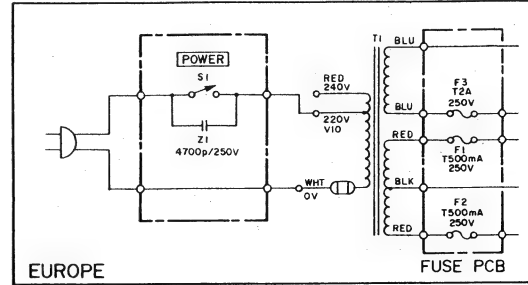 POWER
S1
Z1
4700p/250V
RED
240V
220V
VIO
WHT
0V
T1
BLU
BLU
RED
BLK
RED
F3
T2A
250V
F1
T500mA
250V
F2
T500mA
250V
EUROPE
FUSE PCB